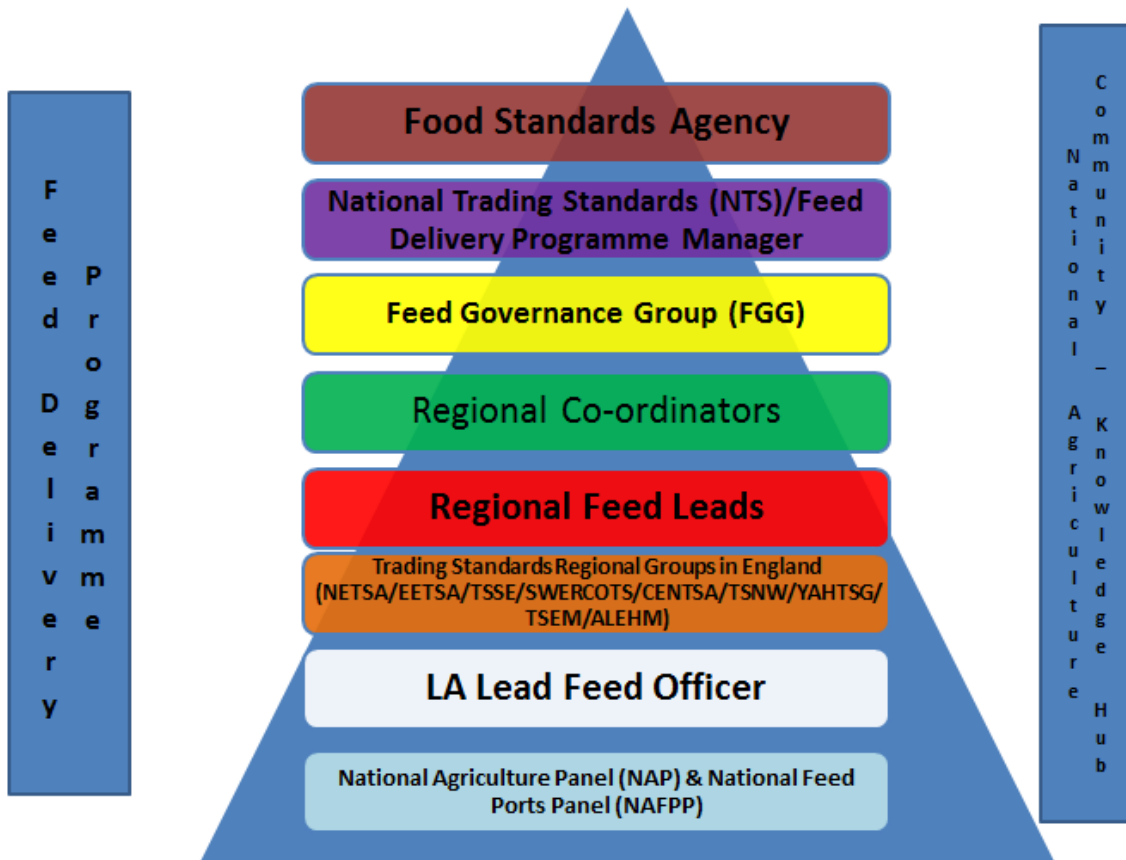 Feed Delivery
Programme
Food Standards Agency
National Trading Standards (NTS)/Feed
Delivery Programme Manager
Feed Governance Group (FGG)
Regional Co-ordinators
Regional Feed Leads
Trading Standards Regional Groups in England
(NETSA/EETSA/TSSE/SWERCOTS/CENTSA/TSNW/YAHTSG/
TSEM/ALEHM)
LA Lead Feed Officer
National Agriculture Panel (NAP) & National Feed
Ports Panel (NAFPP)
National Agriculture
Community – Knowledge Hub